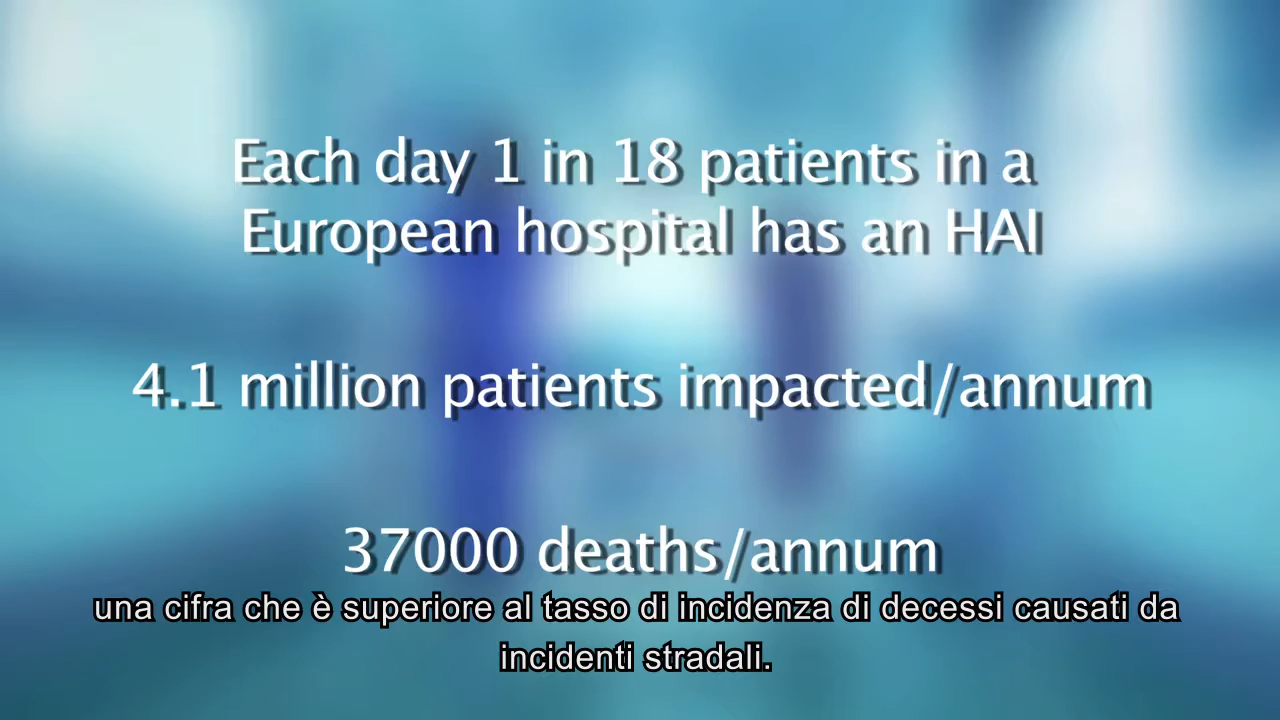 Each day 1 in 18 patients in a
European hospital has an HAI
4.1 million patients impacted/annum
37000 deaths/annum
una cifra che è superiore al tasso di incidenza di decessi causati da
incidenti stradali.